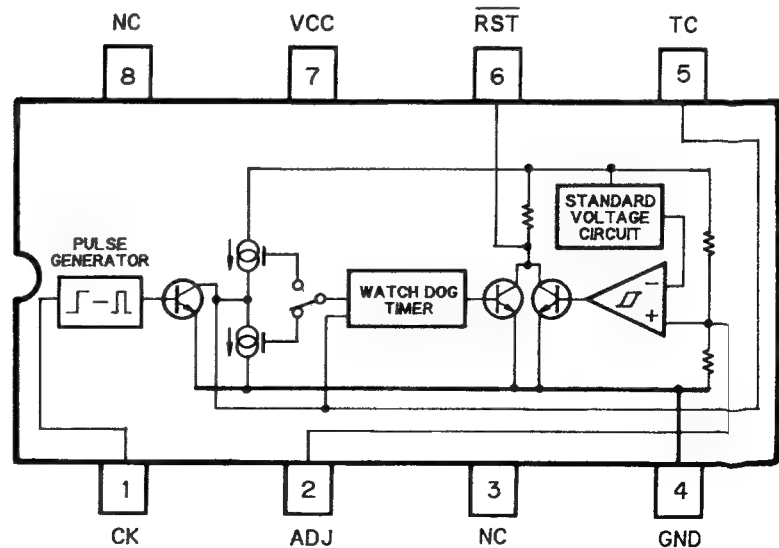 NC VCC R̅S̅T̅ TC
8 7 6 5
STANDARD
VOLTAGE
CIRCUIT
PULSE
GENERATOR
WATCH DOG
TIMER
−
+
1 2 3 4
CK ADJ NC GND